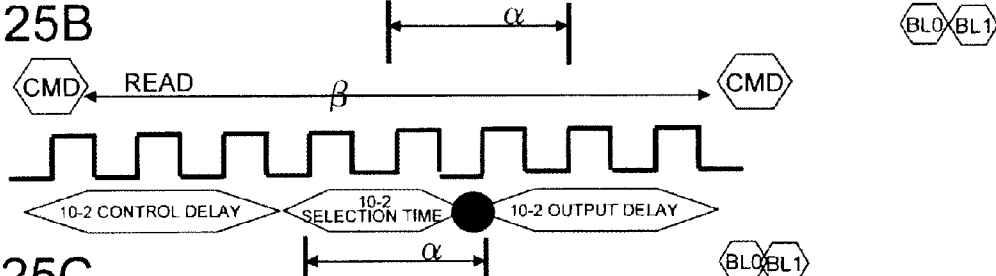 25B
α
BL0 BL1
CMD READ β CMD
10-2 CONTROL DELAY
10-2
SELECTION TIME
10-2 OUTPUT DELAY
α
BL0 BL1
25C